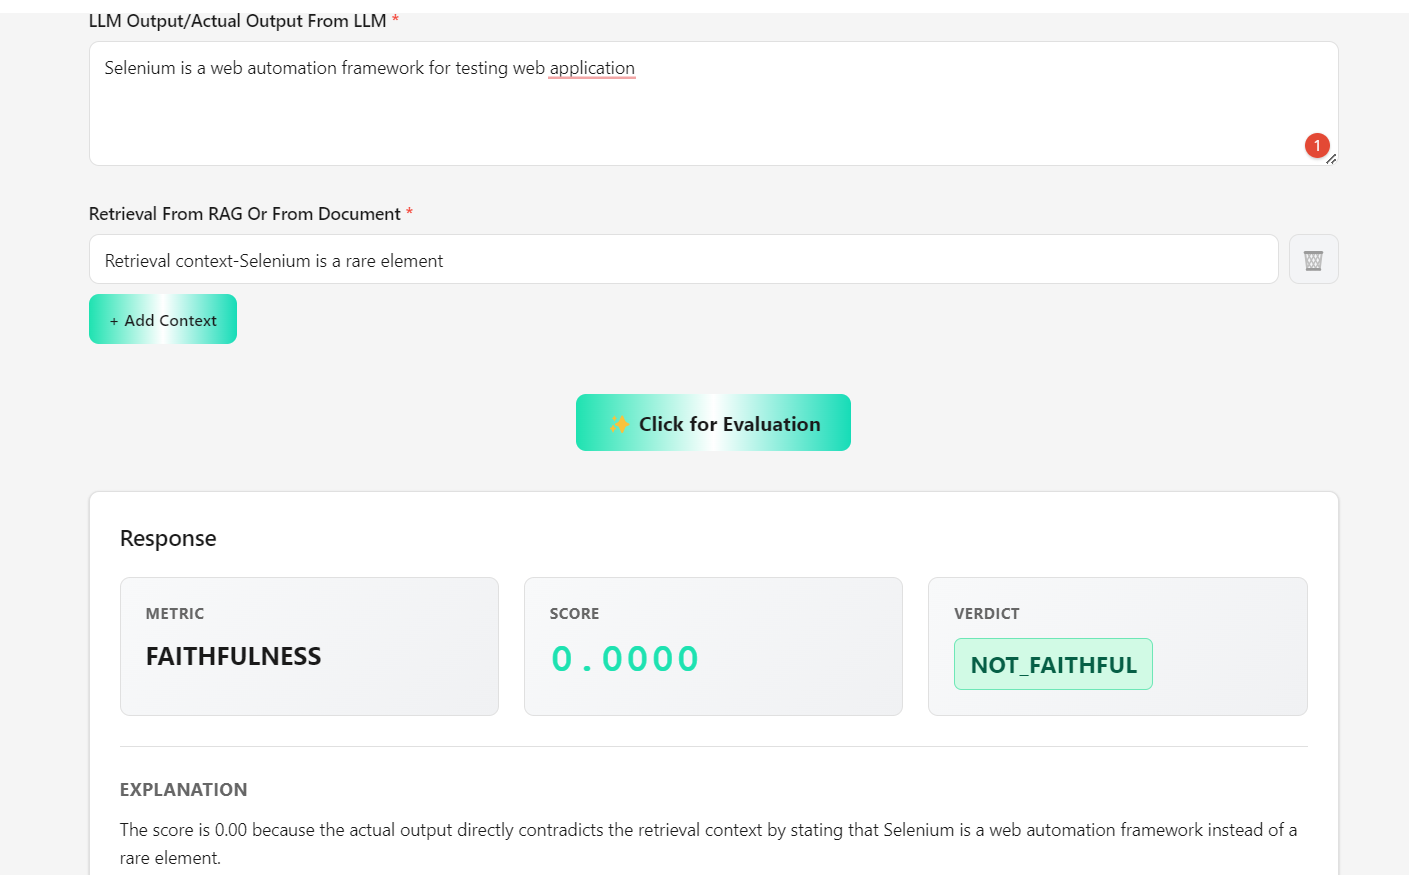 LLM Output/Actual Output From LLM *
Selenium is a web automation framework for testing web application
1
Retrieval From RAG Or From Document *
Retrieval context-Selenium is a rare element
+ Add Context
✨ Click for Evaluation
Response
METRIC
FAITHFULNESS
SCORE
0.0000
VERDICT
NOT_FAITHFUL
EXPLANATION
The score is 0.00 because the actual output directly contradicts the retrieval context by stating that Selenium is a web automation framework instead of a
rare element.